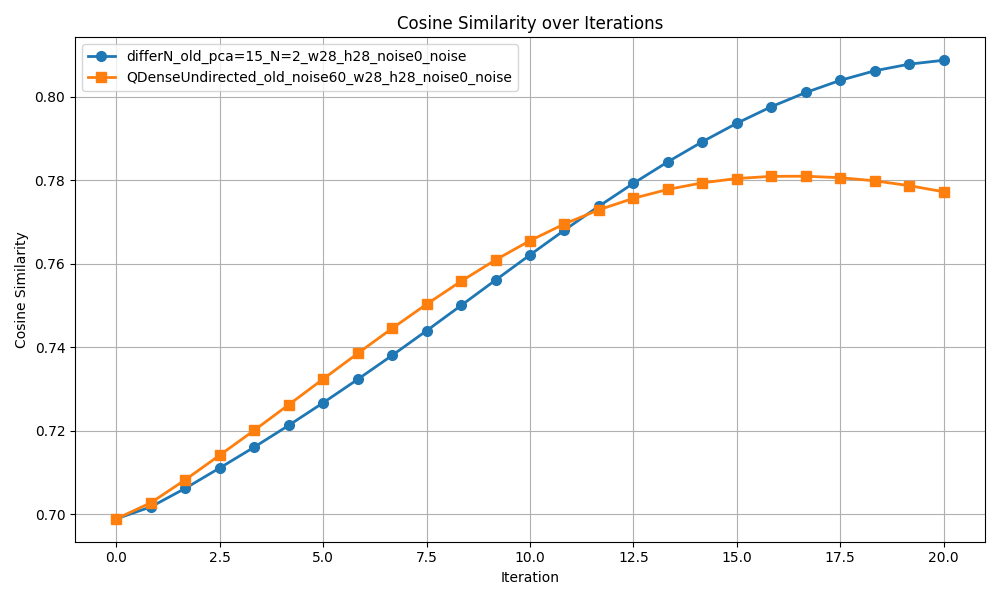 Cosine Similarity over Iterations
differN_old_pca=15_N=2_w28_h28_noise0_noise
QDenseUndirected_old_noise60_w28_h28_noise0_noise
0.80
0.78
0.76
0.74
0.72
0.70
Cosine Similarity
0.0 2.5 5.0 7.5 10.0 12.5 15.0 17.5 20.0
Iteration